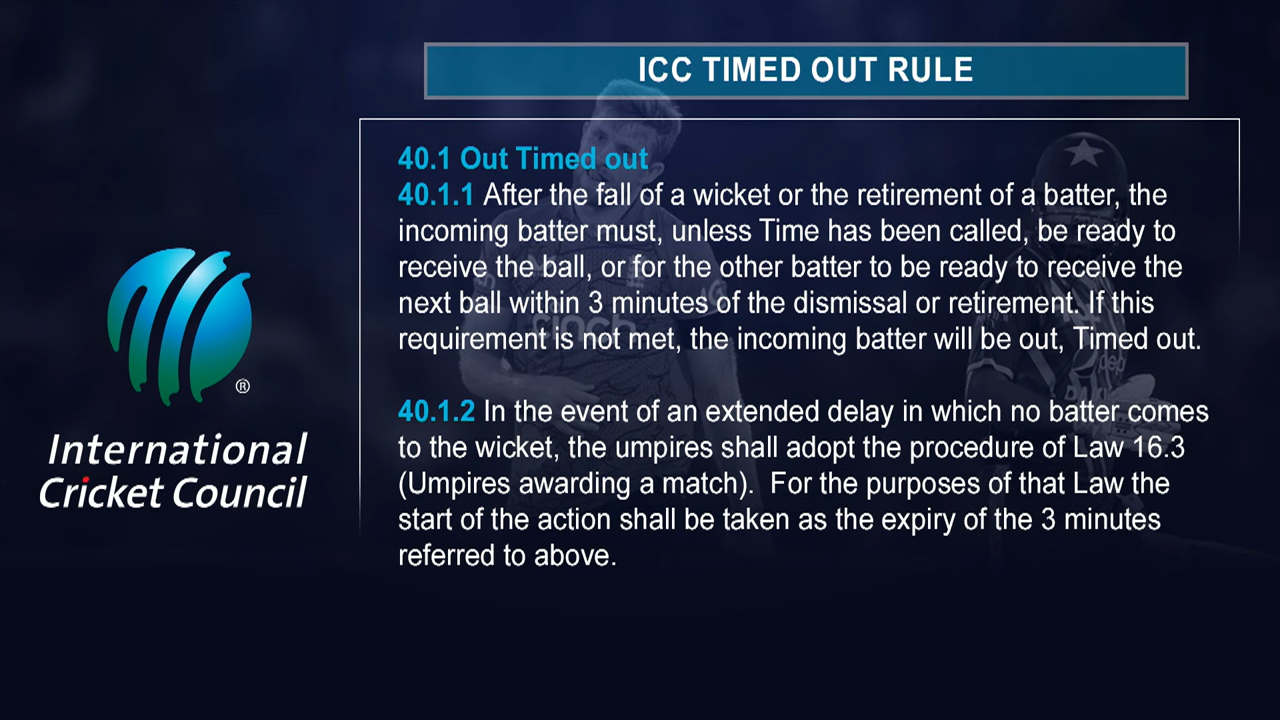 ICC TIMED OUT RULE
40.1 Out Timed out
40.1.1 After the fall of a wicket or the retirement of a batter, the
incoming batter must, unless Time has been called, be ready to
receive the ball, or for the other batter to be ready to receive the
next ball within 3 minutes of the dismissal or retirement. If this
requirement is not met, the incoming batter will be out, Timed out.
40.1.2 In the event of an extended delay in which no batter comes
to the wicket, the umpires shall adopt the procedure of Law 16.3
(Umpires awarding a match).  For the purposes of that Law the
start of the action shall be taken as the expiry of the 3 minutes
referred to above.
®
International
Cricket Council
cinch